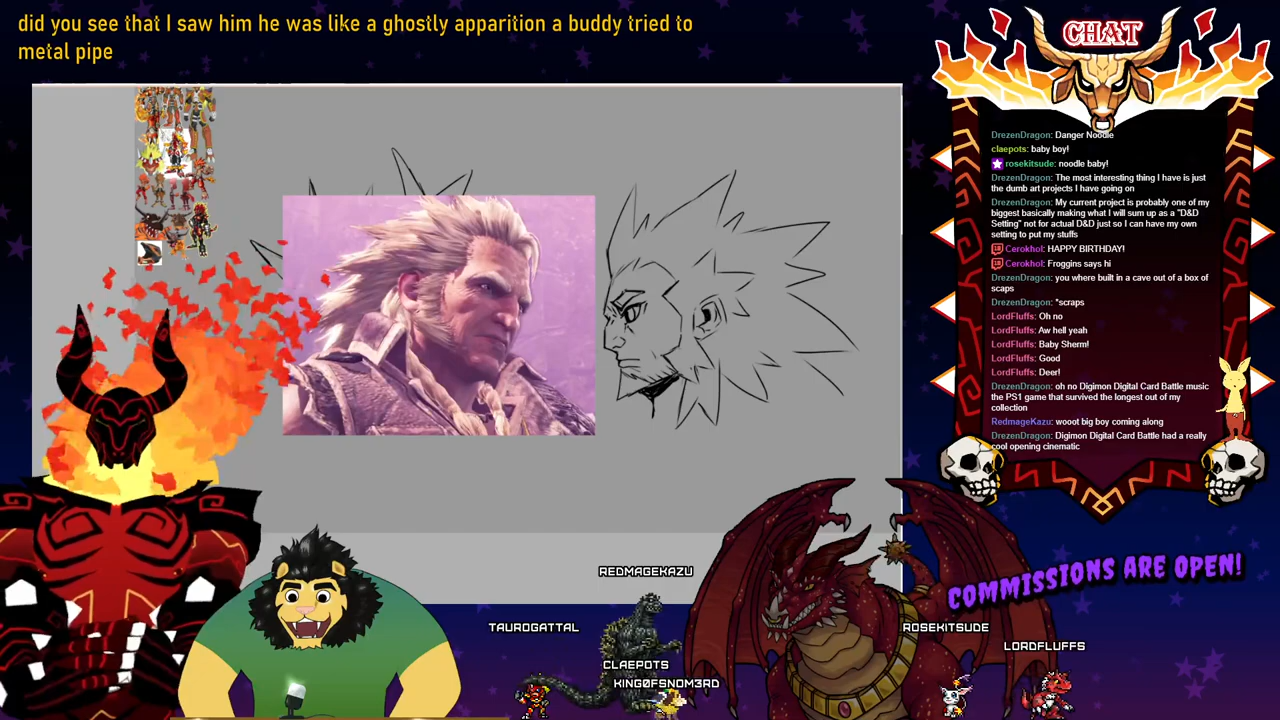 did you see that I saw him he was like a ghostly apparition a buddy tried to
metal pipe
CHAT
DrezenDragon: Danger Noodle
claepots: baby boy!
rosekitsude: noodle baby!
DrezenDragon: The most interesting thing I have is just
the dumb art projects I have going on
DrezenDragon: My current project is probably one of my
biggest basically making what I will sum up as a "D&D
Setting" not for actual D&D just so I can have my own
setting to put my stuffs
Cerokhol: HAPPY BIRTHDAY!
Cerokhol: Froggins says hi
DrezenDragon: you where built in a cave out of a box of
scaps
DrezenDragon: *scraps
LordFluffs: Oh no
LordFluffs: Aw hell yeah
LordFluffs: Baby Sherm!
LordFluffs: Good
LordFluffs: Deer!
DrezenDragon: oh no Digimon Digital Card Battle music
the PS1 game that survived the longest out of my
collection
RedmageKazu: wooot big boy coming along
DrezenDragon: Digimon Digital Card Battle had a really
cool opening cinematic
COMMISSIONS ARE OPEN!
REDMAGEKAZU
TAUROGATTAL
ROSEKITSUDE
LORDFLUFFS
CLAEPOTS
KING0FSN0M3RD